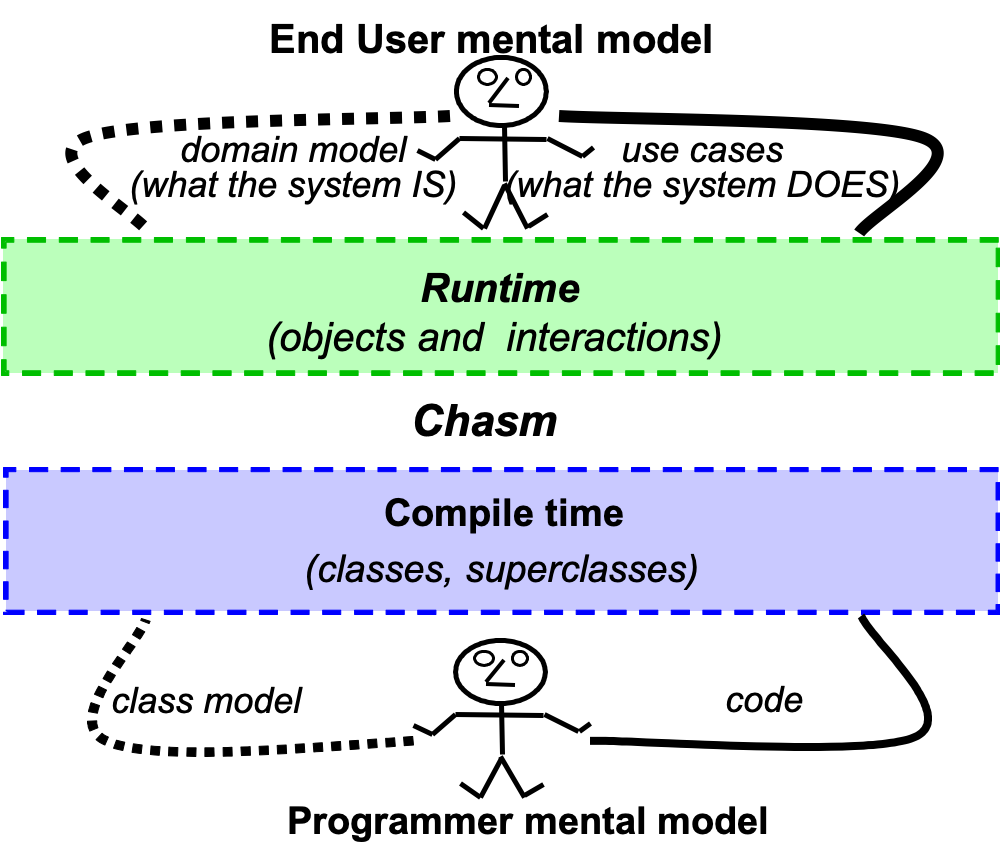 End User mental model
domain model
(what the system IS)
use cases
(what the system DOES)
Runtime
(objects and interactions)
Chasm
Compile time
(classes, superclasses)
class model
code
Programmer mental model